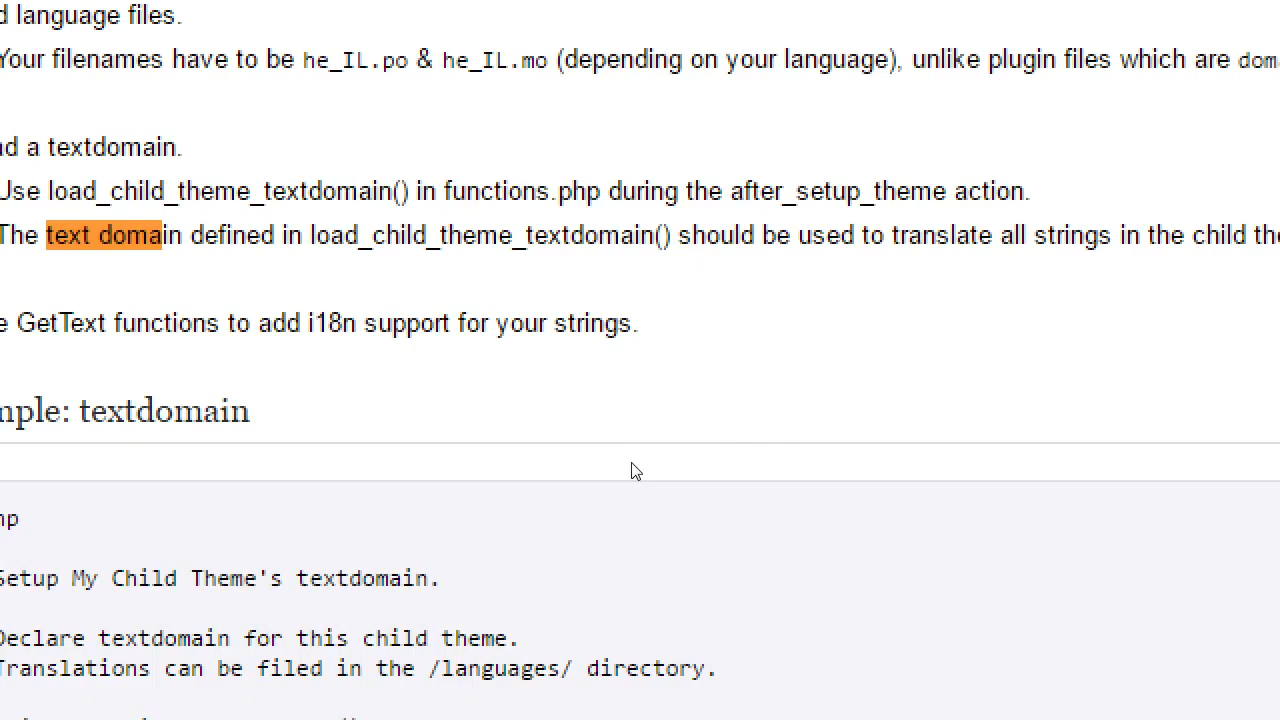 d language files.
Your filenames have to be he_IL.po & he_IL.mo (depending on your language), unlike plugin files which are dom
d a textdomain.
Use load_child_theme_textdomain() in functions.php during the after_setup_theme action.
The text domain defined in load_child_theme_textdomain() should be used to translate all strings in the child the
e GetText functions to add i18n support for your strings.
mple: textdomain
hp
Setup My Child Theme's textdomain.
Declare textdomain for this child theme.
Translations can be filed in the /languages/ directory.